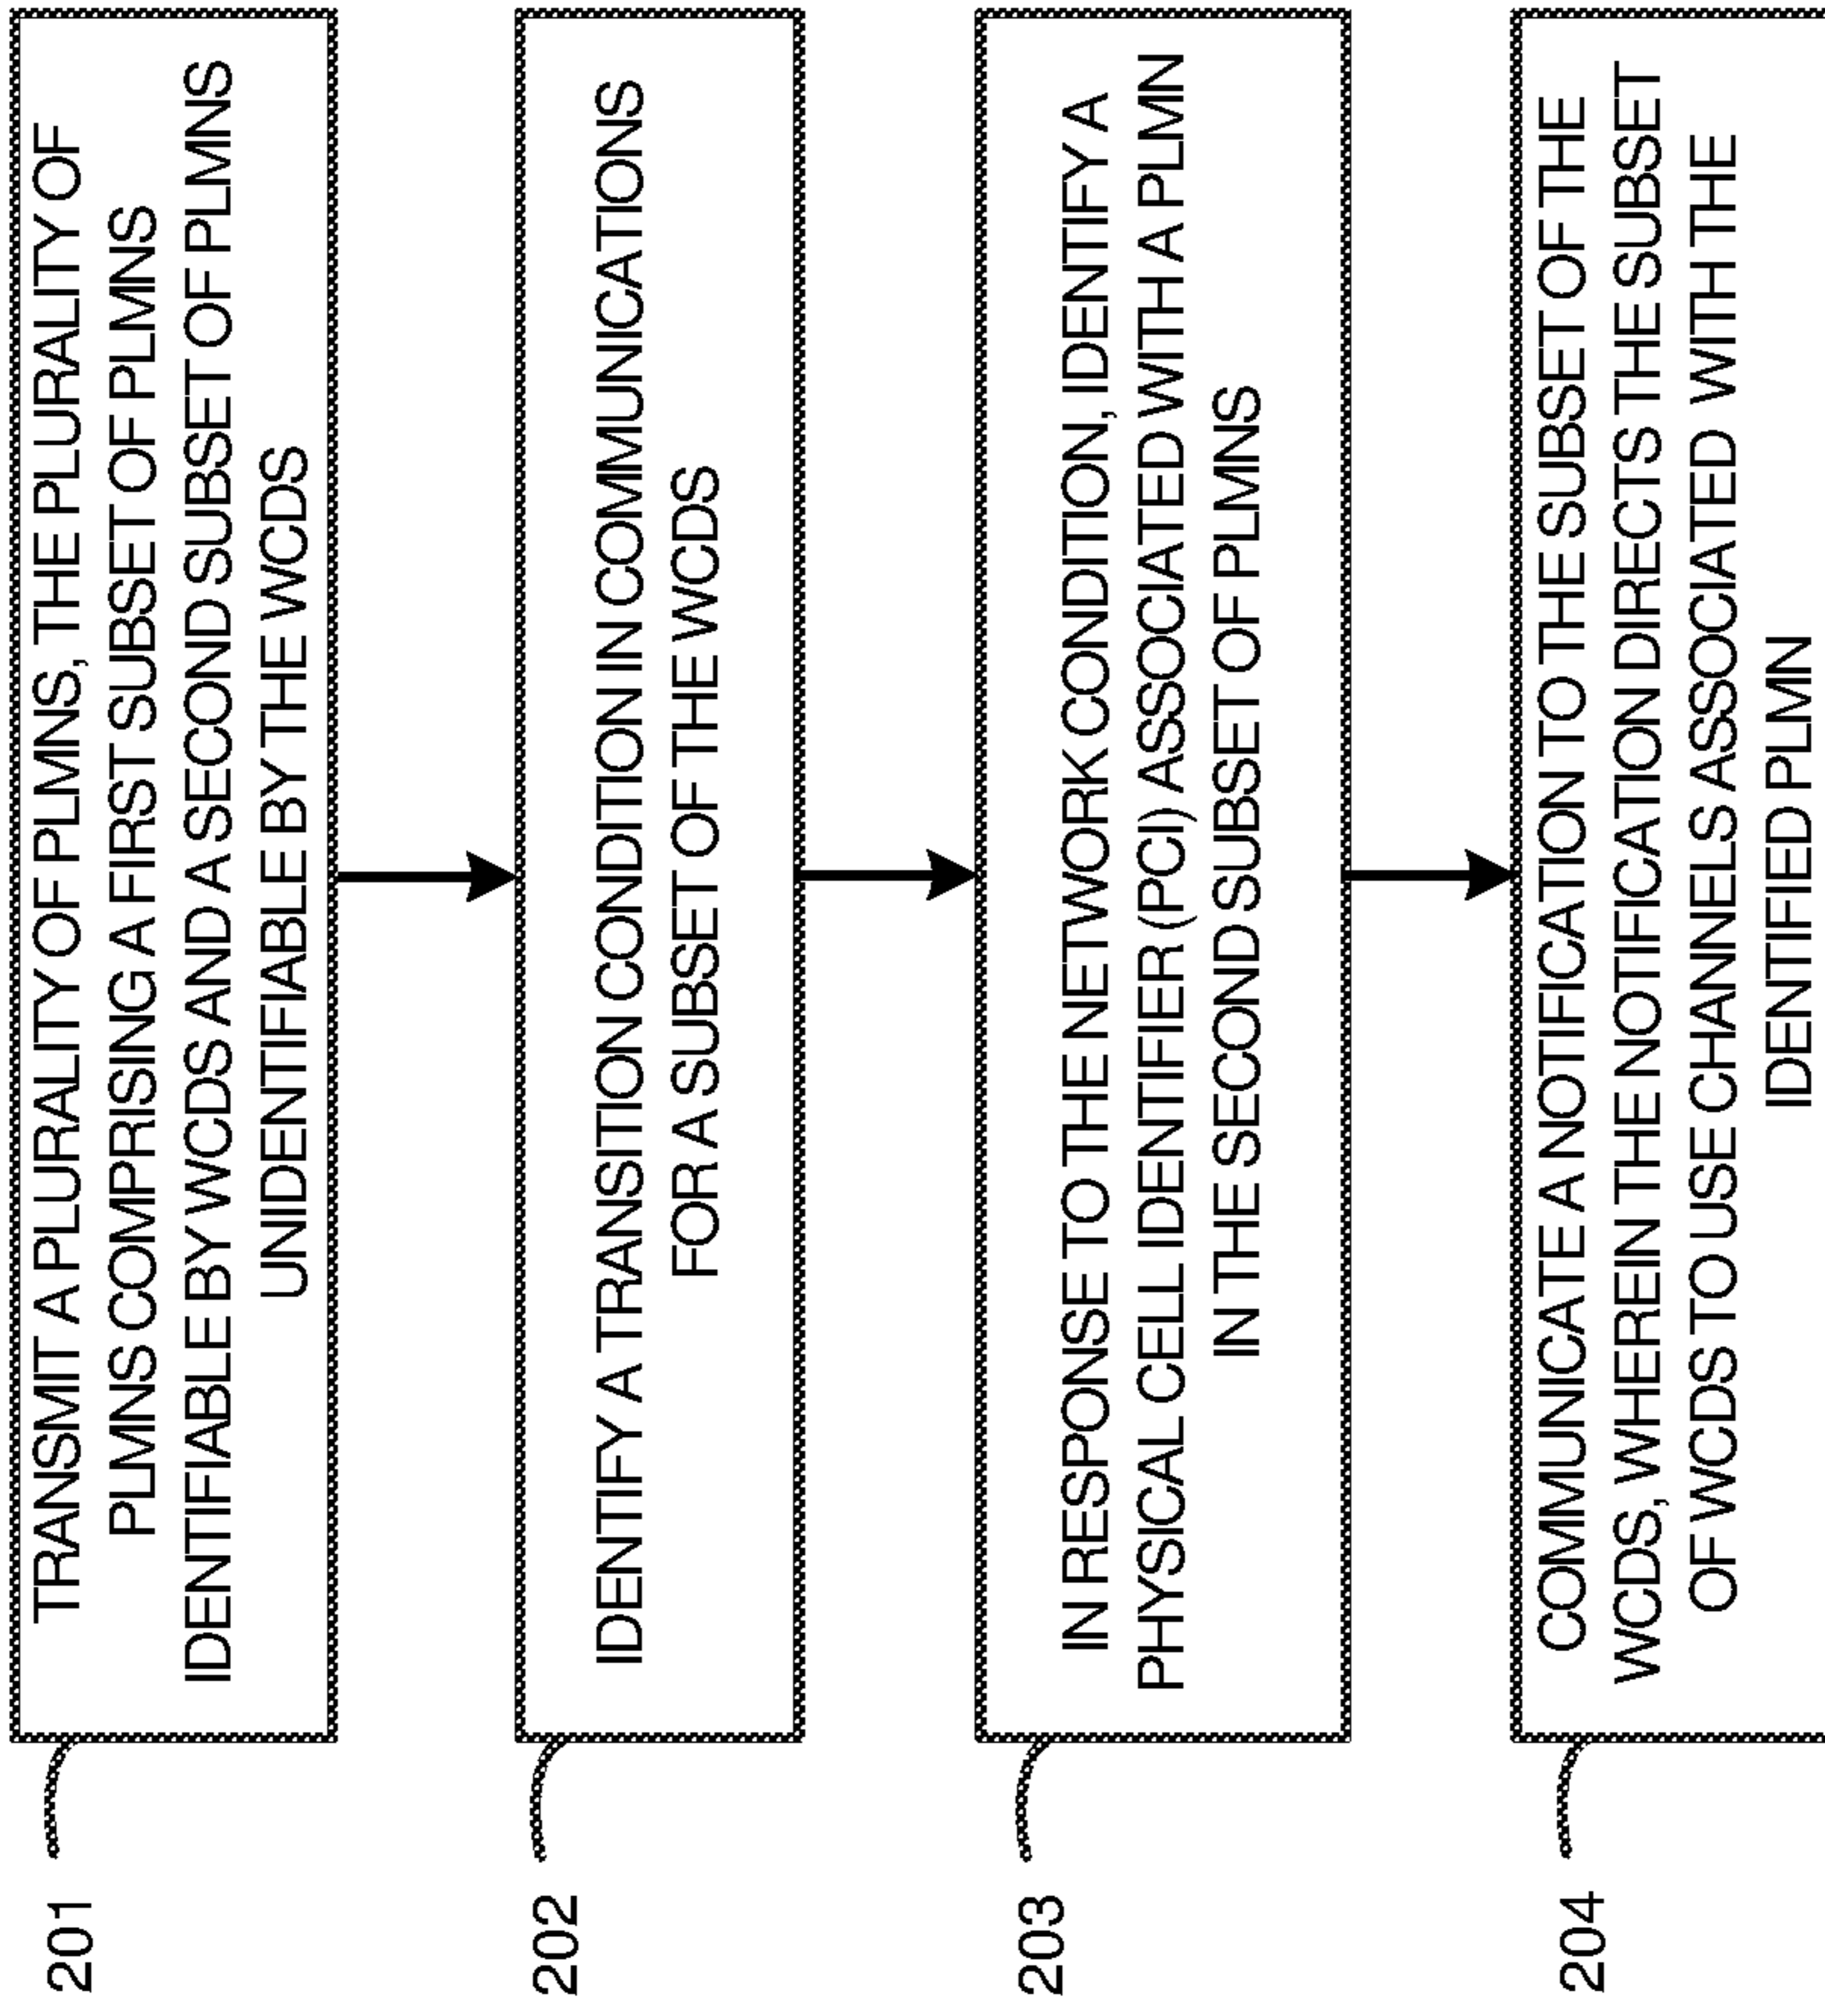 201
TRANSMIT A PLURALITY OF PLMNS, THE PLURALITY OF
PLMNS COMPRISING A FIRST SUBSET OF PLMNS
IDENTIFIABLE BY WCDS AND A SECOND SUBSET OF PLMNS
UNIDENTIFIABLE BY THE WCDS
202
IDENTIFY A TRANSITION CONDITION IN COMMUNICATIONS
FOR A SUBSET OF THE WCDS
203
IN RESPONSE TO THE NETWORK CONDITION, IDENTIFY A
PHYSICAL CELL IDENTIFIER (PCI) ASSOCIATED WITH A PLMN
IN THE SECOND SUBSET OF PLMNS
204
COMMUNICATE A NOTIFICATION TO THE SUBSET OF THE
WCDS, WHEREIN THE NOTIFICATION DIRECTS THE SUBSET
OF WCDS TO USE CHANNELS ASSOCIATED WITH THE
IDENTIFIED PLMN